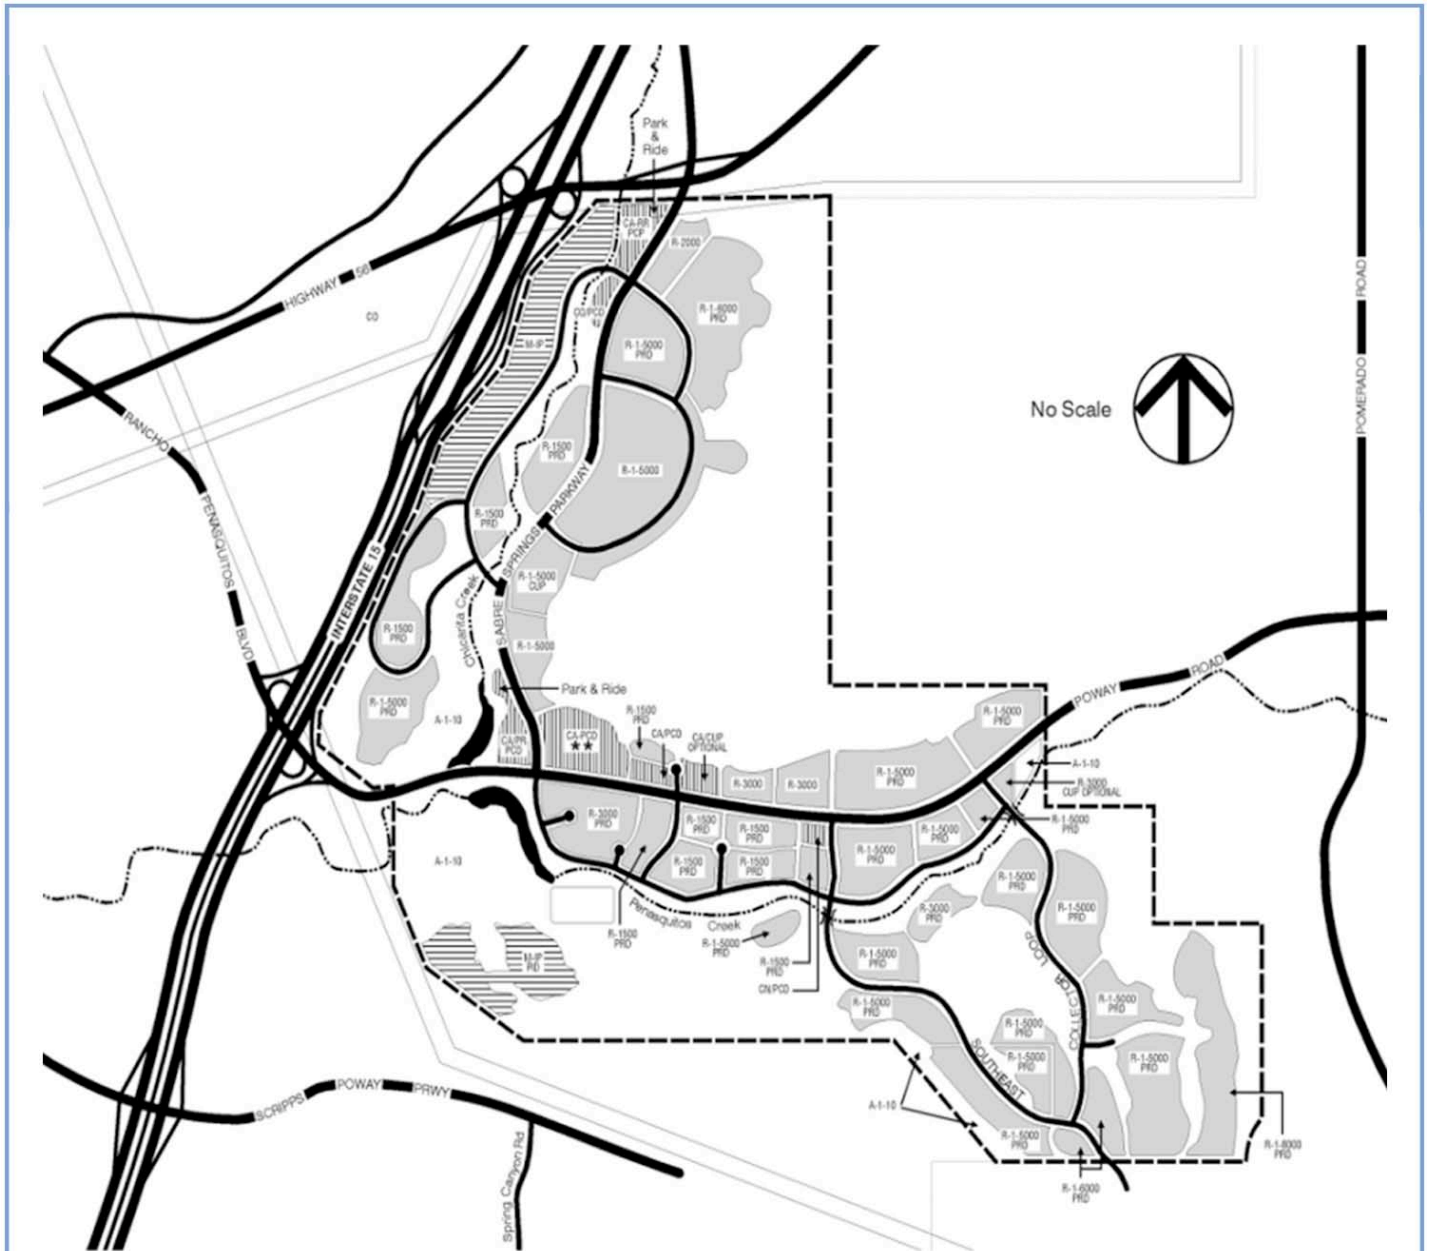 Park
&
Ride
CA-RR
PCP
R-2000
HIGHWAY 56
CO
CO/PCD
R-1-6000
PRD
M-IP
R-1-5000
PRD
No Scale
POMERADO ROAD
RANCHO
PENASQUITOS
BLVD
R-1500
PRD
R-1-5000
SABRE SPRINGS PARKWAY
R-1500
PRD
INTERSTATE 15
R-1-5000
CUP
Chicarita Creek
R-1500
PRD
R-1-5000
POWAY ROAD
Park & Ride
R-1-5000
PRD
A-1-10
R-1500
PRD
CA/PCD
CA/CUP
OPTIONAL
CA-PCD
★★
CA/PR
PCD
R-1-5000
PRD
A-1-10
R-3000
R-3000
R-1-5000
PRD
R-3000
CUP OPTIONAL
R-3000
PRD
R-1500
PRD
R-1500
PRD
R-1-5000
PRD
R-1-5000
PRD
A-1-10
R-1500
PRD
R-1500
PRD
R-1-5000
PRD
R-1-5000
PRD
R-3000
PRD
R-1-5000
PRD
Penasquitos
Creek
R-1500
PRD
R-1-5000
PRD
R-1500
PRD
CN/PCD
M-IP
PID
R-1-5000
PRD
LOOP
COLLECTOR
R-1-5000
PRD
R-1-5000
PRD
R-1-5000
PRD
R-1-5000
PRD
R-1-5000
PRD
SOUTHEAST
A-1-10
SCRIPPS POWAY PRWY
R-1-5000
PRD
R-1-8000
PRD
Spring Canyon Rd
R-1-6000
PRD